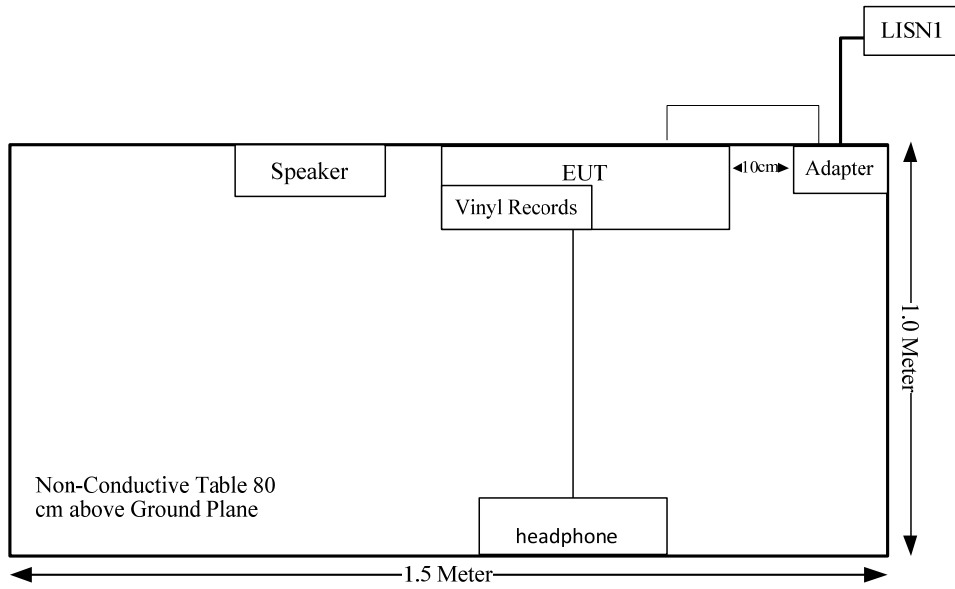 LISN1
Speaker
EUT
10cm
Adapter
Vinyl Records
1.0 Meter
Non-Conductive Table 80
cm above Ground Plane
headphone
1.5 Meter